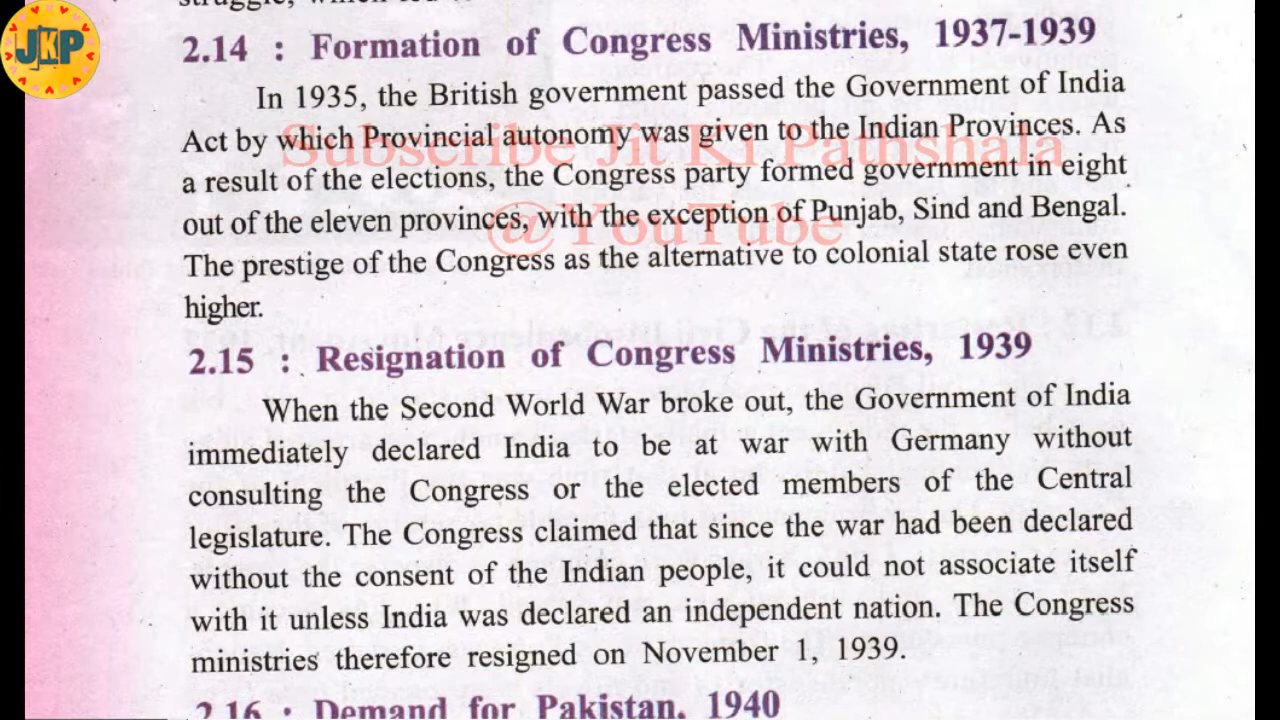 struggle, which led to
JKP
2.14 : Formation of Congress Ministries, 1937-1939
In 1935, the British government passed the Government of India
Act by which Provincial autonomy was given to the Indian Provinces. As
a result of the elections, the Congress party formed government in eight
out of the eleven provinces, with the exception of Punjab, Sind and Bengal.
The prestige of the Congress as the alternative to colonial state rose even
higher.
Subscribe Jit Ki Pathshala
@YouTube
2.15 : Resignation of Congress Ministries, 1939
When the Second World War broke out, the Government of India
immediately declared India to be at war with Germany without
consulting the Congress or the elected members of the Central
legislature. The Congress claimed that since the war had been declared
without the consent of the Indian people, it could not associate itself
with it unless India was declared an independent nation. The Congress
ministries therefore resigned on November 1, 1939.
2.16 : Demand for Pakistan, 1940